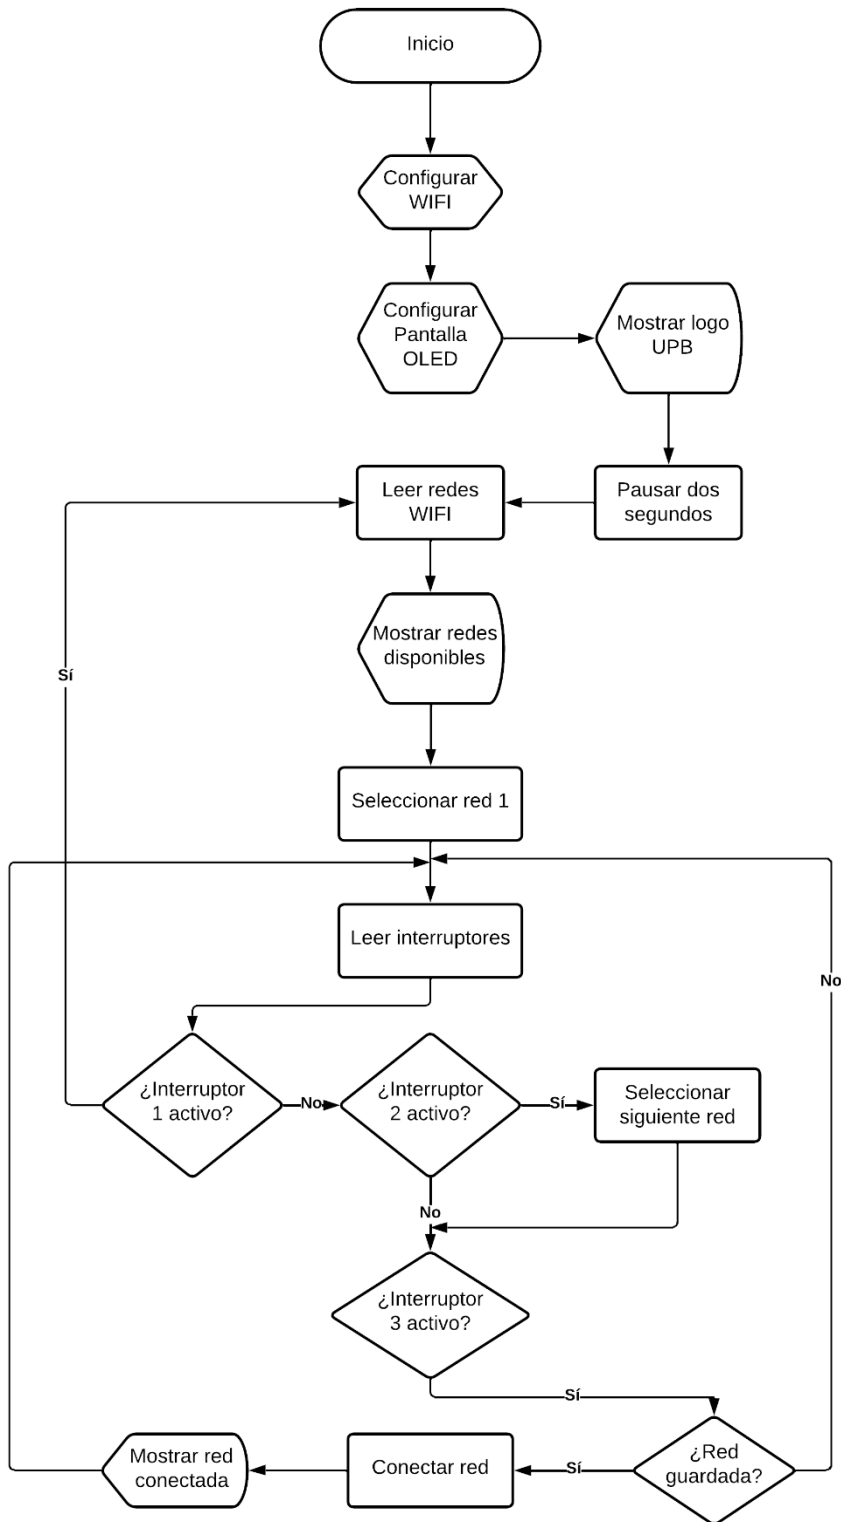 Inicio
Configurar
WIFI
Configurar
Pantalla
OLED
Mostrar logo
UPB
Leer redes
WIFI
Pausar dos
segundos
Mostrar redes
disponibles
Sí
Seleccionar red 1
Leer interruptores
No
¿Interruptor
1 activo?
No
¿Interruptor
2 activo?
Sí
Seleccionar
siguiente red
No
¿Interruptor
3 activo?
Sí
Mostrar red
conectada
Conectar red
Sí
¿Red
guardada?